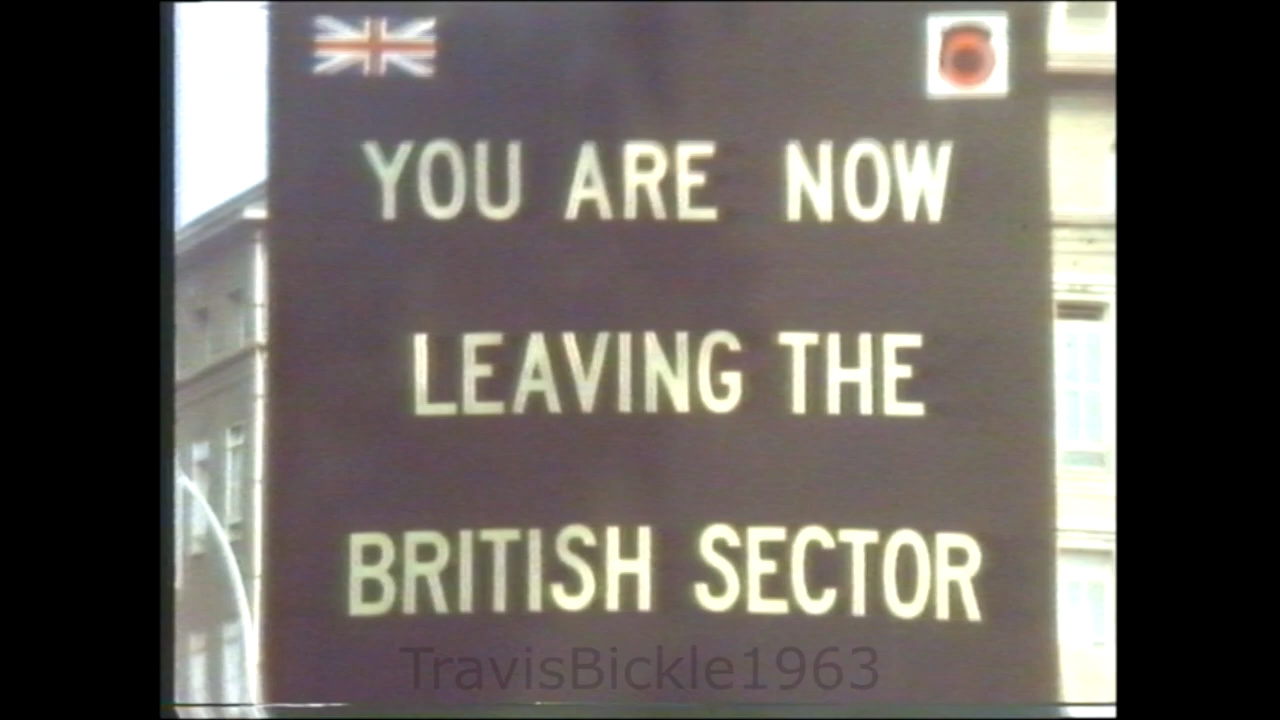 YOU ARE NOW
LEAVING THE
BRITISH SECTOR
TravisBickle1963